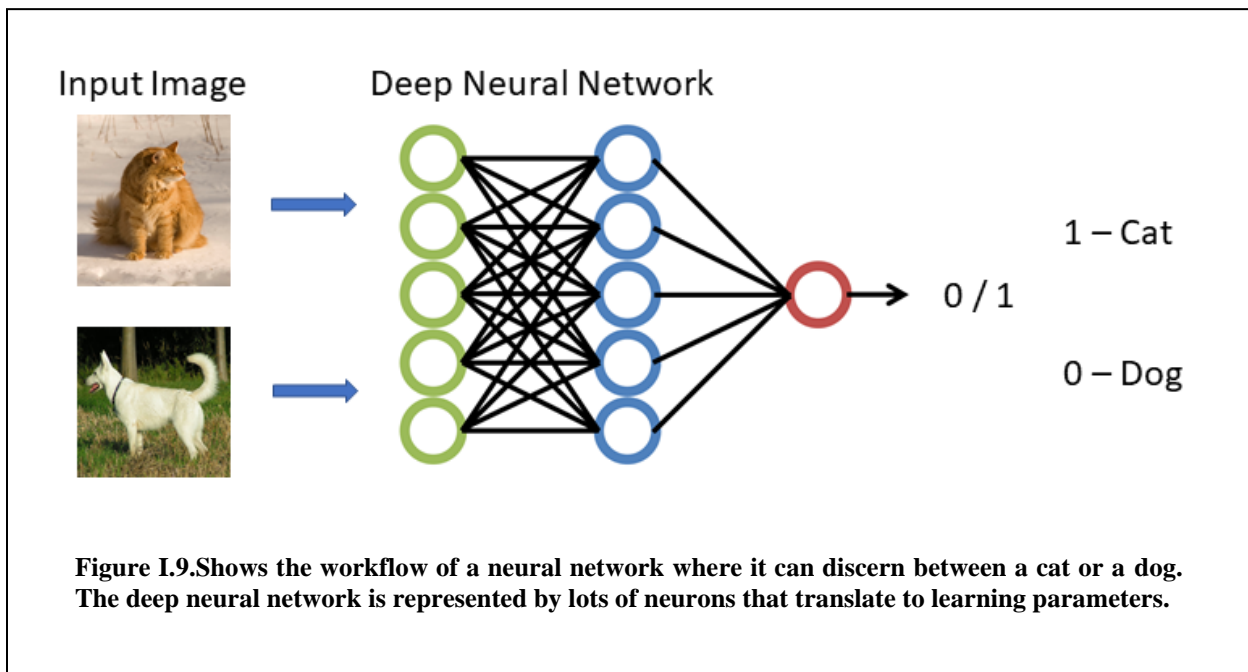 Input Image
Deep Neural Network
1 – Cat
0 / 1
0 – Dog
Figure I.9.Shows the workflow of a neural network where it can discern between a cat or a dog.
The deep neural network is represented by lots of neurons that translate to learning parameters.